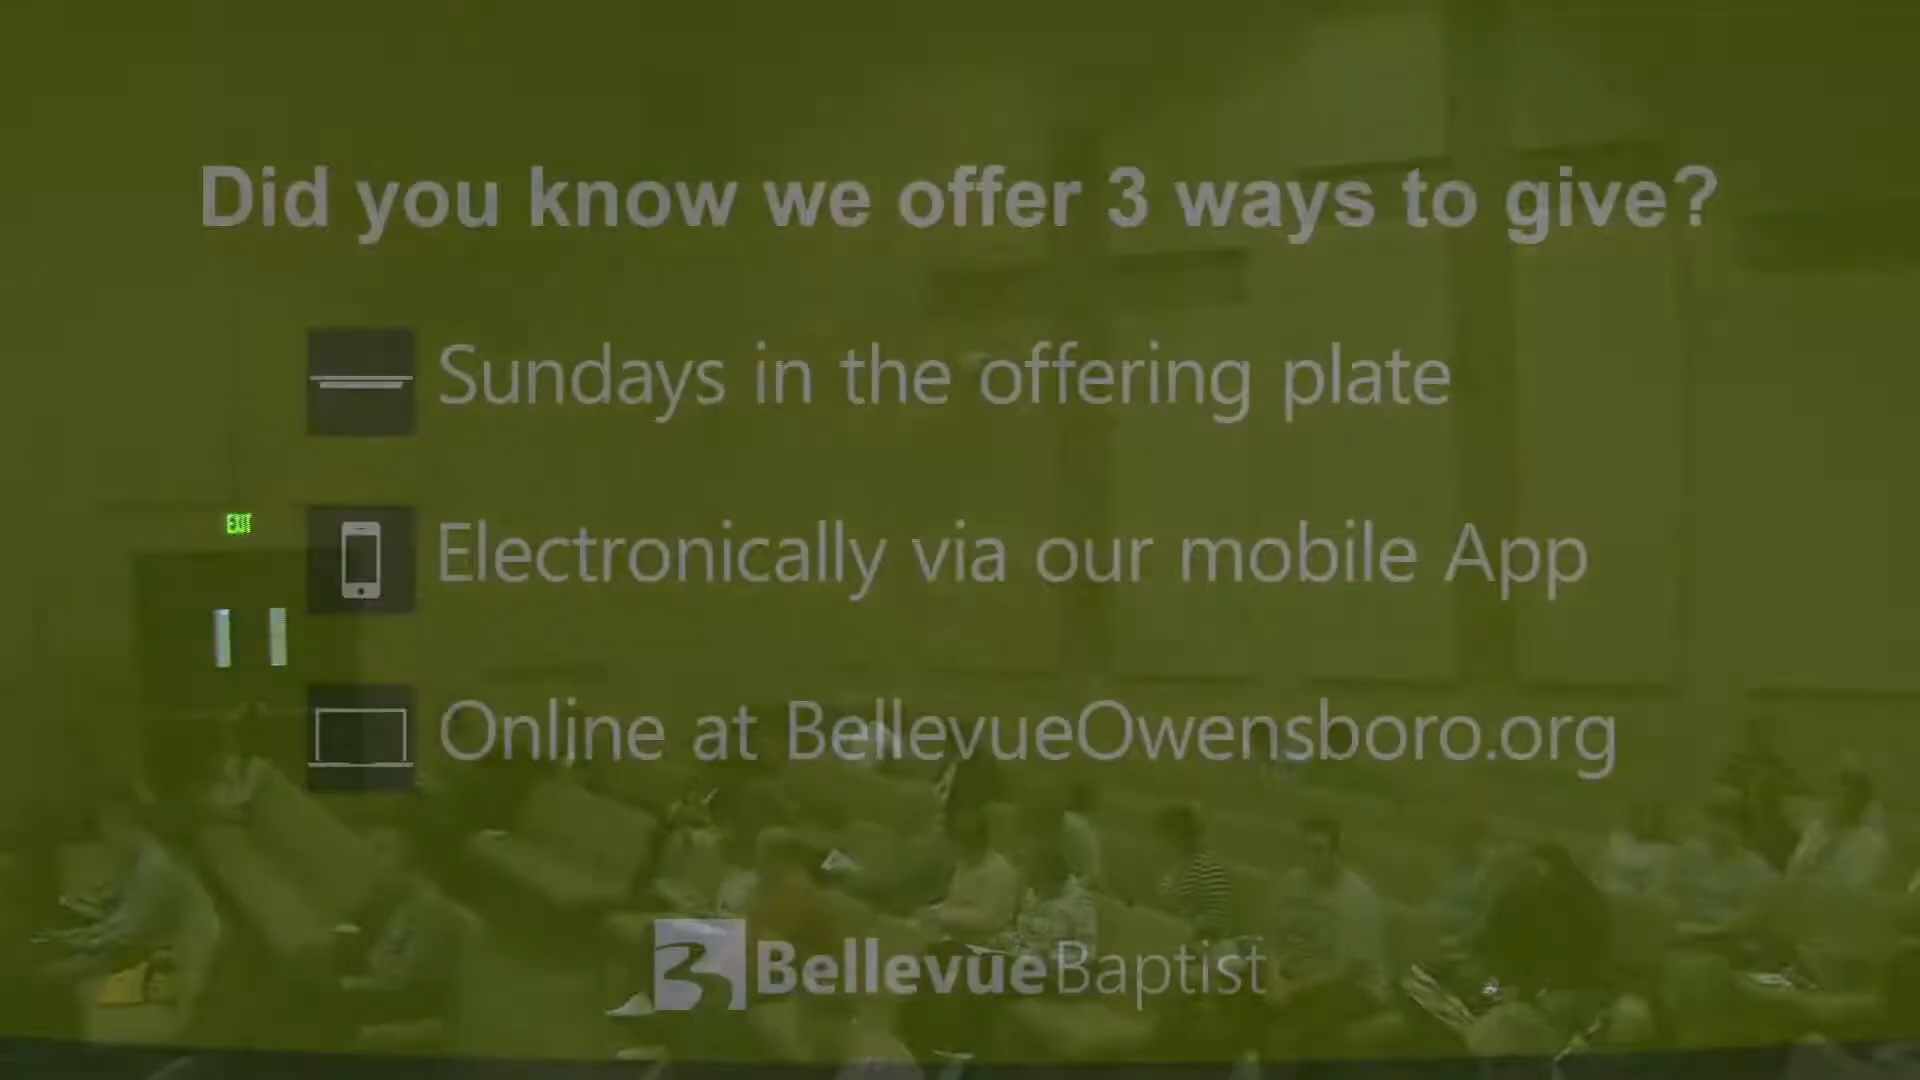 Did you know we offer 3 ways to give?
Sundays in the offering plate
EXIT
Electronically via our mobile App
Online at BellevueOwensboro.org
BellevueBaptist